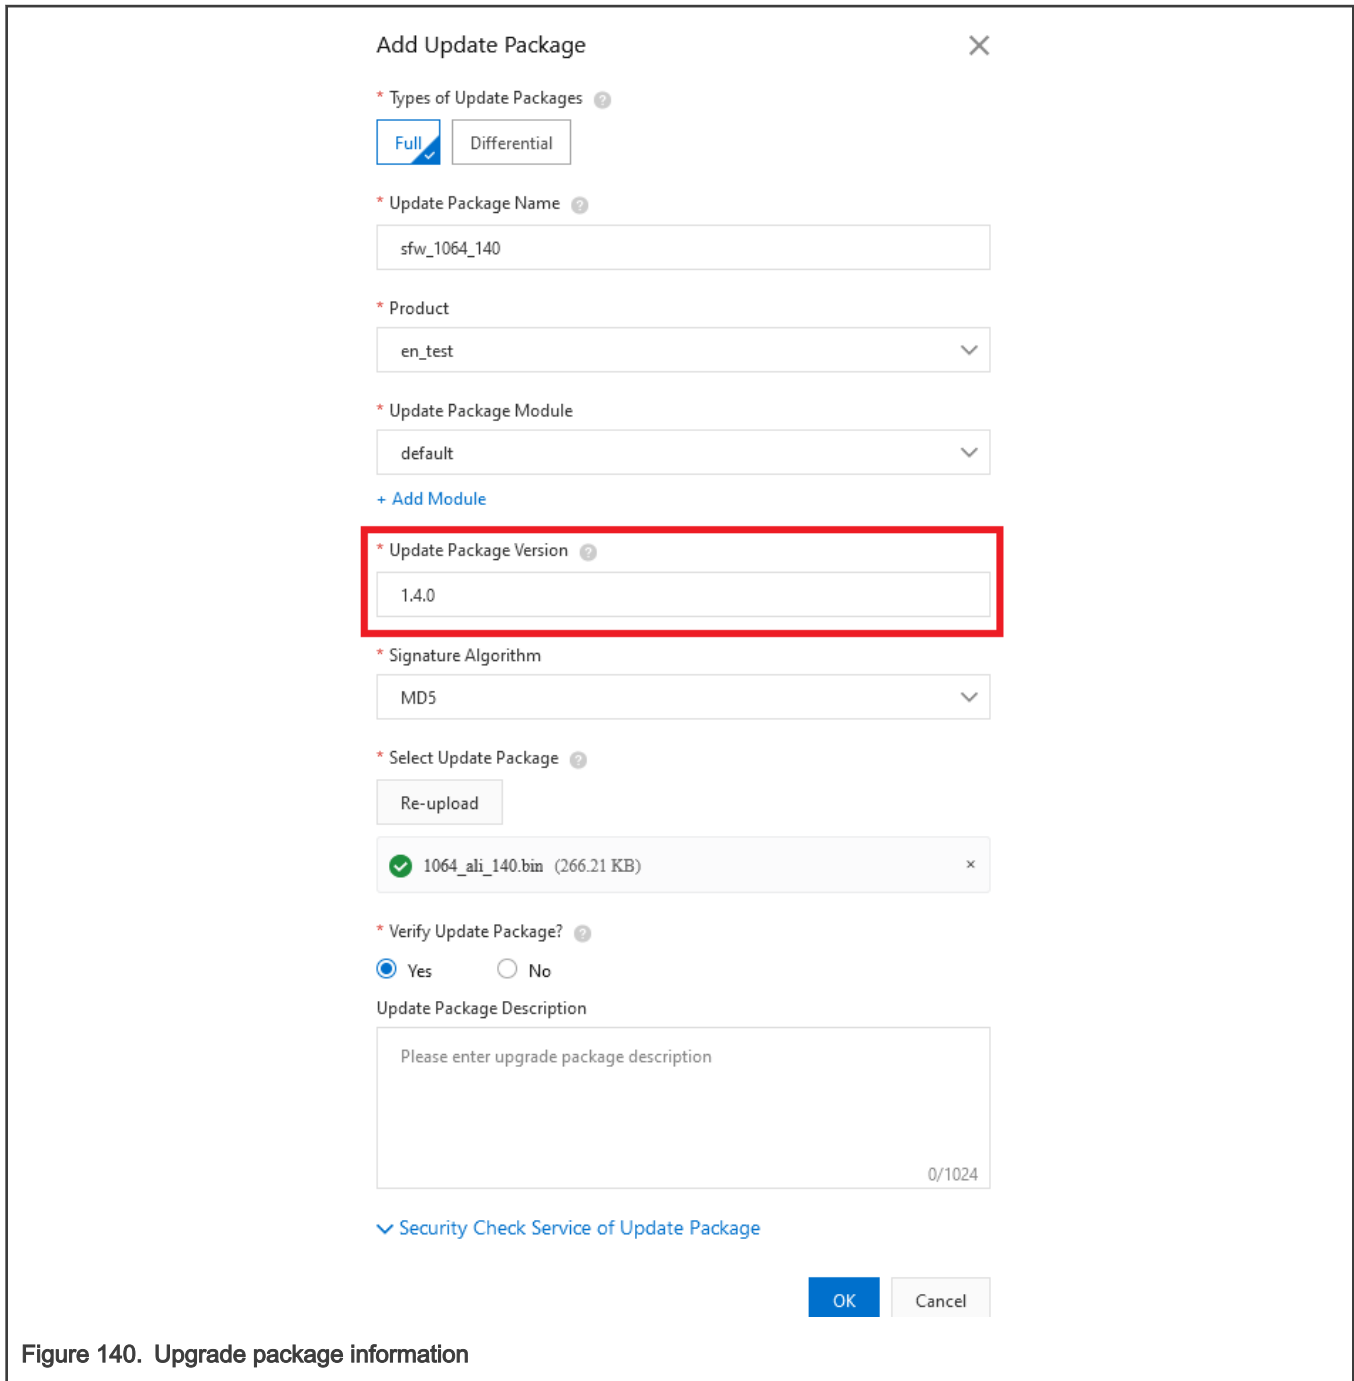 Add Update Package
* Types of Update Packages ?
Full Differential
* Update Package Name ?
sfw_1064_140
* Product
en_test
* Update Package Module
default
+ Add Module
* Update Package Version ?
1.4.0
* Signature Algorithm
MD5
* Select Update Package ?
Re-upload
1064_ali_140.bin (266.21 KB) ×
* Verify Update Package? ?
Yes No
Update Package Description
Please enter upgrade package description
0/1024
Security Check Service of Update Package
OK Cancel
Figure 140. Upgrade package information